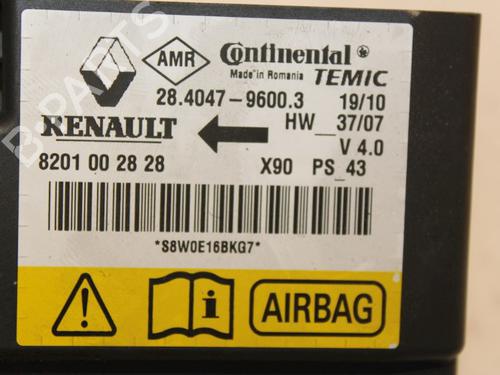 AMR Continental
Made in Romania TEMIC
28.4047-9600.3 19/10
RENAULT HW_37/07
V 4.0
8201 00 28 28 X90 PS_43
*S8W0E16BKG7*
i AIRBAG
B-PARTS